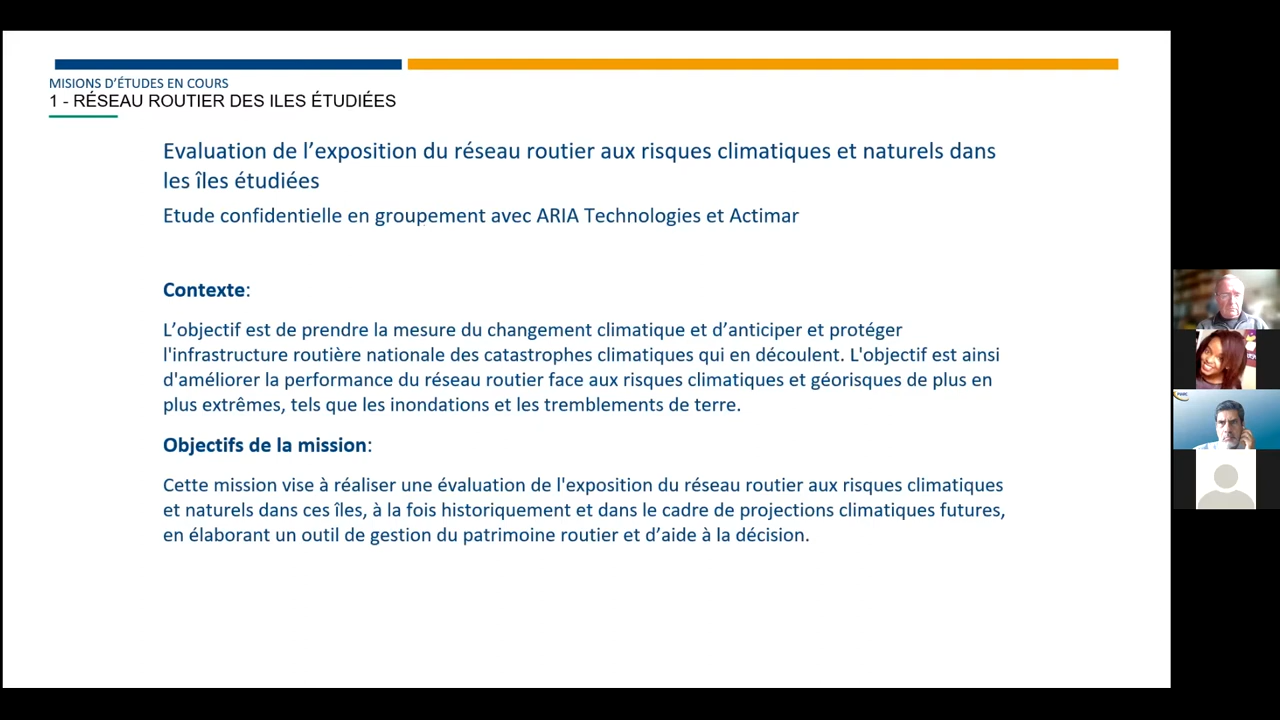 MISIONS D’ÉTUDES EN COURS
1 - RÉSEAU ROUTIER DES ILES ÉTUDIÉES
Evaluation de l’exposition du réseau routier aux risques climatiques et naturels dans
les îles étudiées
Etude confidentielle en groupement avec ARIA Technologies et Actimar
Contexte:
L’objectif est de prendre la mesure du changement climatique et d’anticiper et protéger
l'infrastructure routière nationale des catastrophes climatiques qui en découlent. L'objectif est ainsi
d'améliorer la performance du réseau routier face aux risques climatiques et géorisques de plus en
plus extrêmes, tels que les inondations et les tremblements de terre.
Objectifs de la mission:
Cette mission vise à réaliser une évaluation de l'exposition du réseau routier aux risques climatiques
et naturels dans ces îles, à la fois historiquement et dans le cadre de projections climatiques futures,
en élaborant un outil de gestion du patrimoine routier et d’aide à la décision.